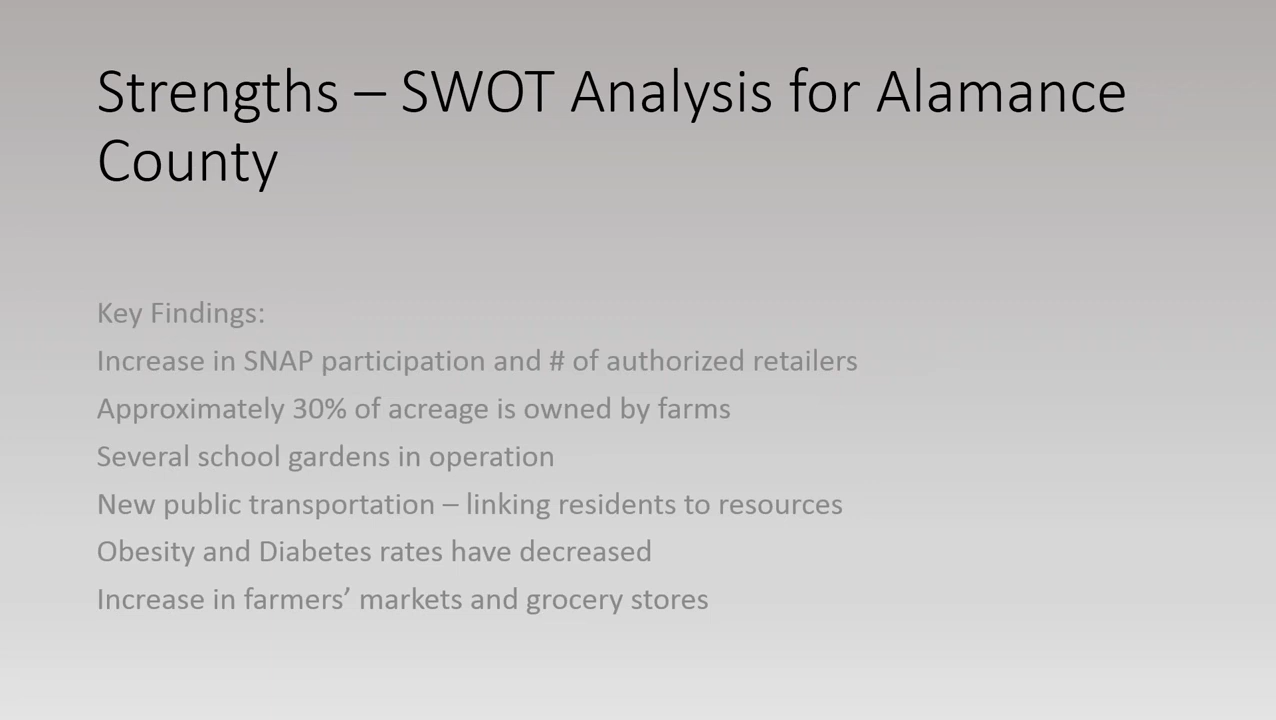 Strengths – SWOT Analysis for Alamance
County
Key Findings:
Increase in SNAP participation and # of authorized retailers
Approximately 30% of acreage is owned by farms
Several school gardens in operation
New public transportation – linking residents to resources
Obesity and Diabetes rates have decreased
Increase in farmers’ markets and grocery stores